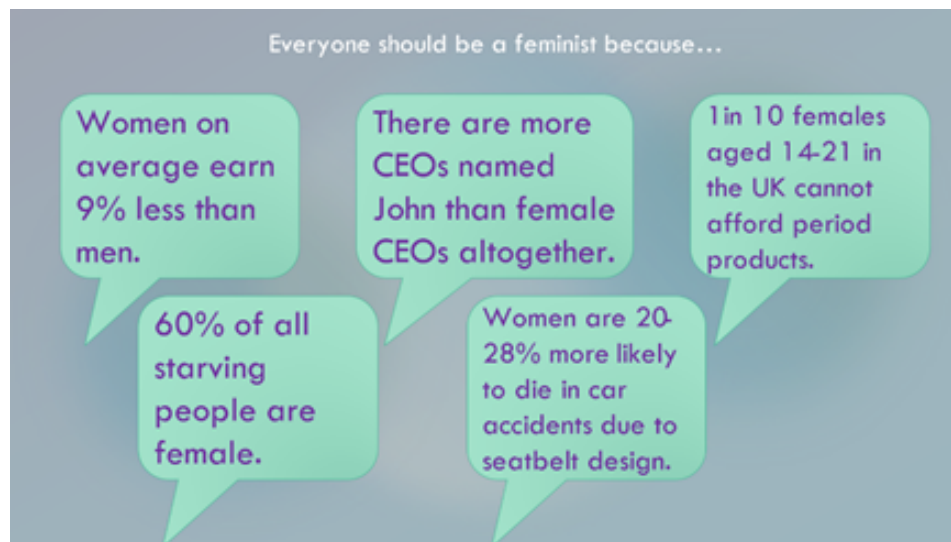 Everyone should be a feminist because...
Women on
average earn
9% less than
men.
There are more
CEOs named
John than female
CEOs altogether.
1in 10 females
aged 14-21 in
the UK cannot
afford period
products.
60% of all
starving
people are
female.
Women are 20-
28% more likely
to die in car
accidents due to
seatbelt design.